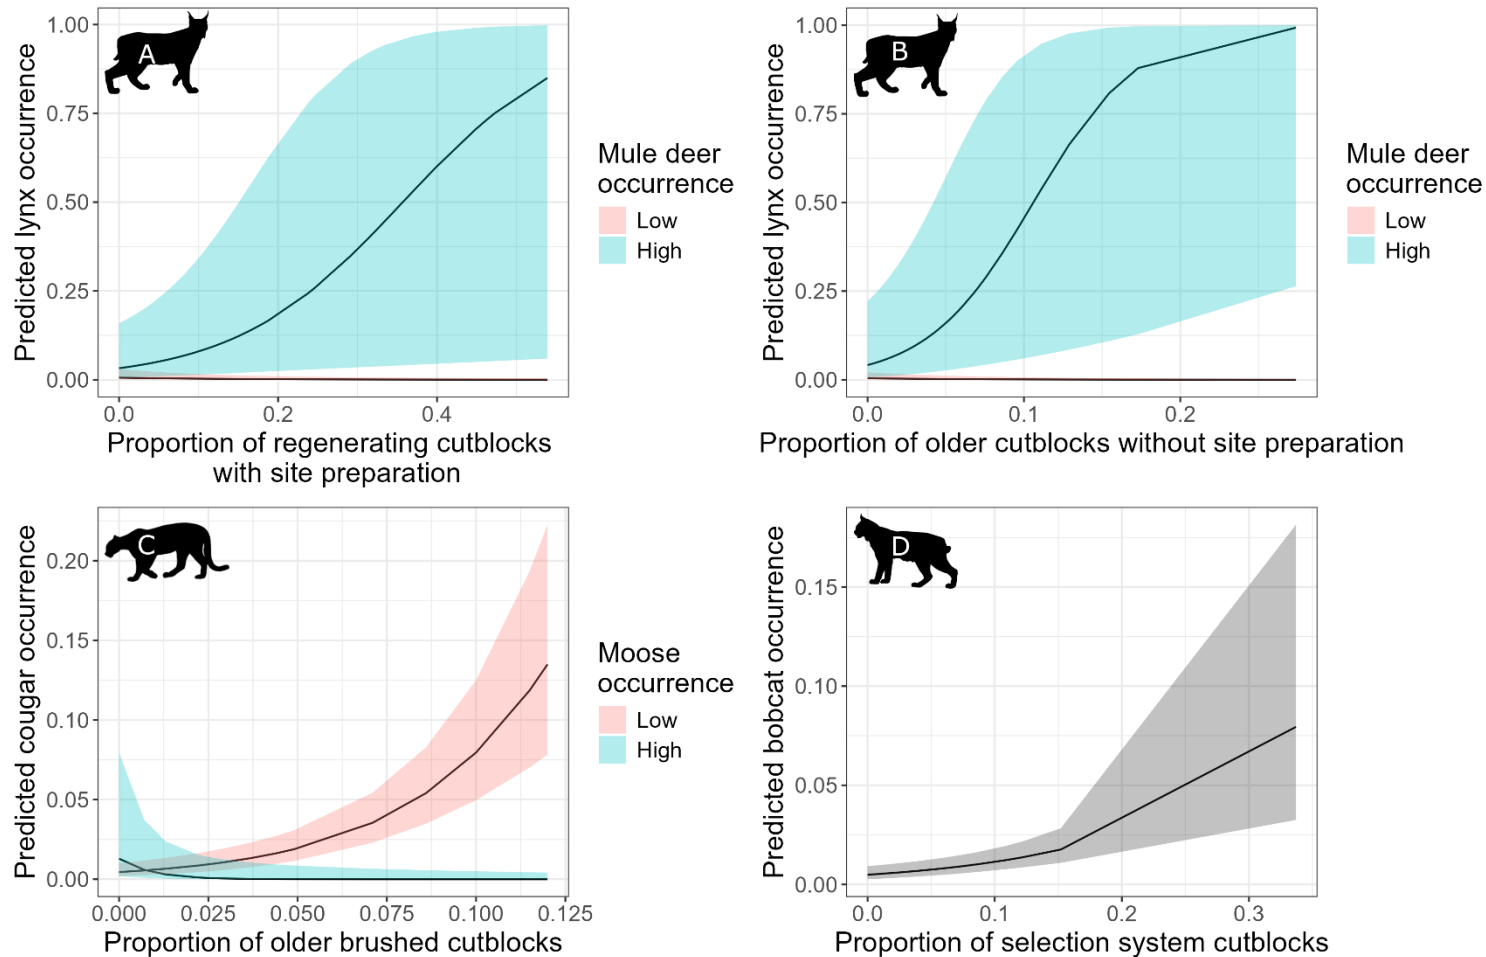 A
1.00
0.75
0.50
0.25
0.00
Predicted lynx occurrence
0.0
0.2
0.4
Proportion of regenerating cutblocks
with site preparation
Mule deer
occurrence
Low
High
B
1.00
0.75
0.50
0.25
0.00
Predicted lynx occurrence
0.0
0.1
0.2
Proportion of older cutblocks without site preparation
Mule deer
occurrence
Low
High
C
0.20
0.15
0.10
0.05
0.00
Predicted cougar occurrence
0.000
0.025
0.050
0.075
0.100
0.125
Proportion of older brushed cutblocks
Moose
occurrence
Low
High
D
0.15
0.10
0.05
0.00
Predicted bobcat occurrence
0.0
0.1
0.2
0.3
Proportion of selection system cutblocks